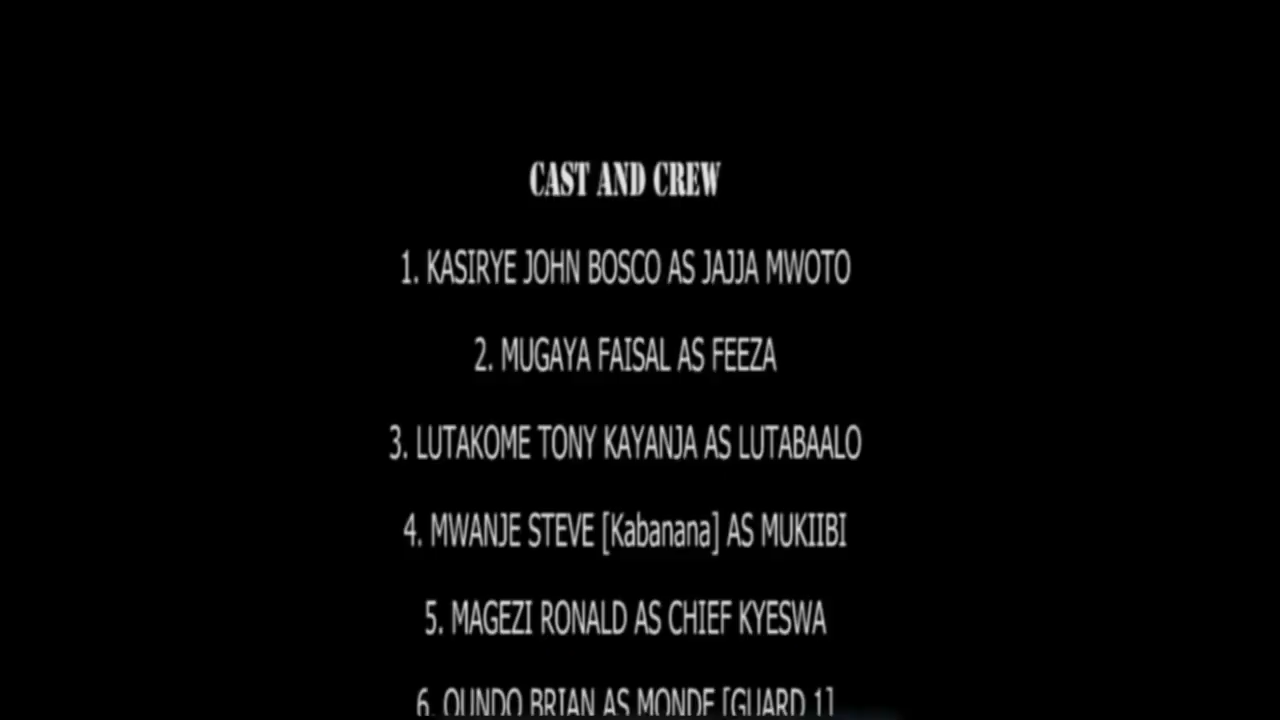 CAST AND CREW
1. KASIRYE JOHN BOSCO AS JAJJA MWOTO
2. MUGAYA FAISAL AS FEEZA
3. LUTAKOME TONY KAYANJA AS LUTABAALO
4. MWANJE STEVE [Kabanana] AS MUKIIBI
5. MAGEZI RONALD AS CHIEF KYESWA
6. OUNDO BRIAN AS MONDE [GUARD 1]